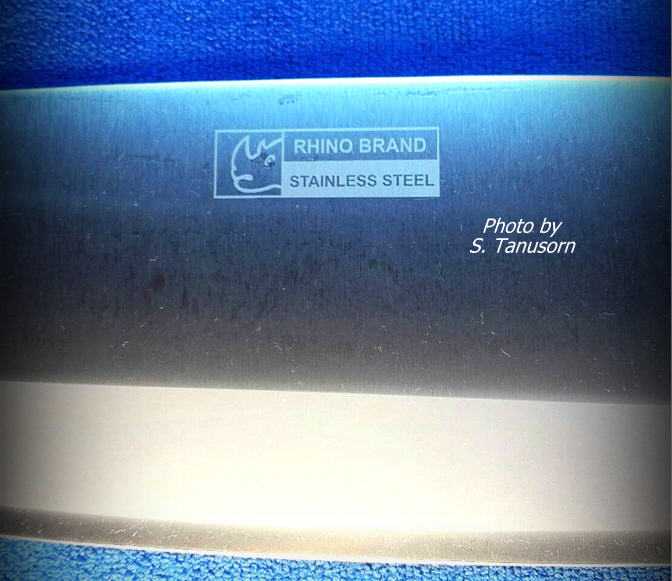 RHINO BRAND
STAINLESS STEEL
Photo by
S. Tanusorn